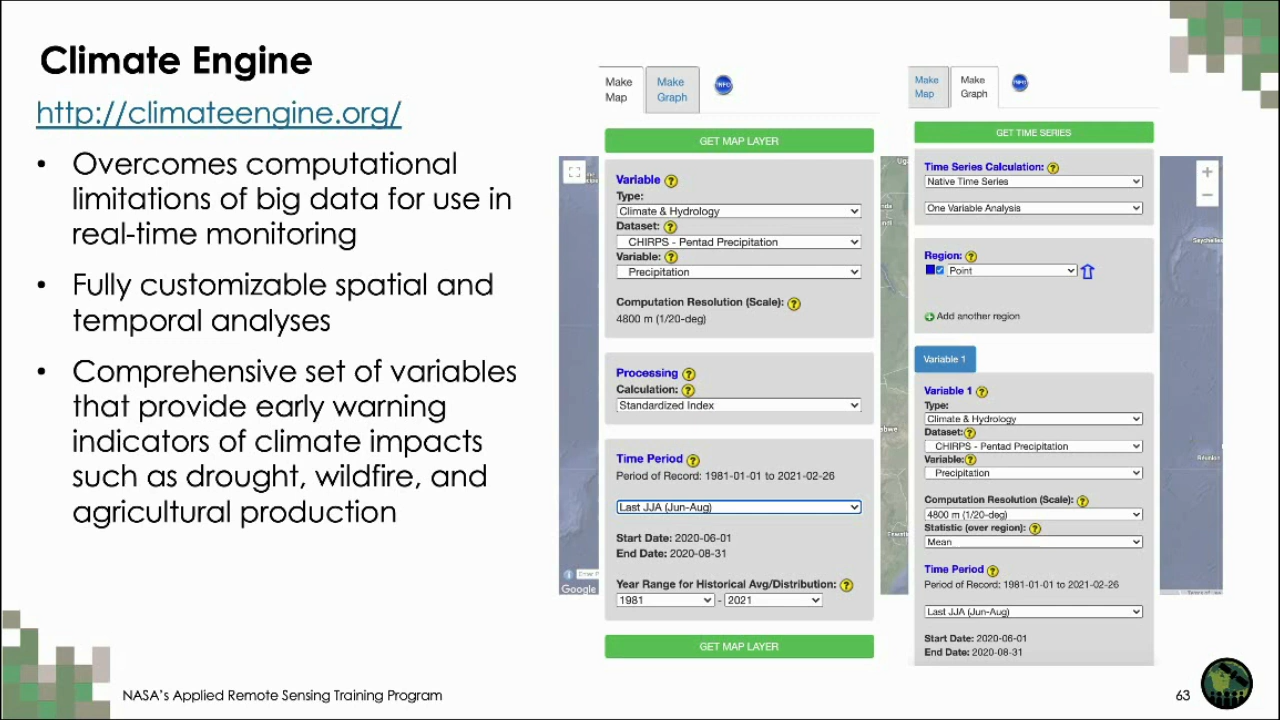 Climate Engine
http://climateengine.org/
• Overcomes computational
limitations of big data for use in
real-time monitoring
• Fully customizable spatial and
temporal analyses
• Comprehensive set of variables
that provide early warning
indicators of climate impacts
such as drought, wildfire, and
agricultural production
Make
Map
Make
Graph
INFO
GET MAP LAYER
Variable ?
Type:
Climate & Hydrology
Dataset: ?
CHIRPS - Pentad Precipitation
Variable: ?
Precipitation
Computation Resolution (Scale): ?
4800 m (1/20-deg)
Processing ?
Calculation: ?
Standardized Index
Time Period ?
Period of Record: 1981-01-01 to 2021-02-26
Last JJA (Jun-Aug)
Start Date: 2020-06-01
End Date: 2020-08-31
Year Range for Historical Avg/Distribution: ?
1981 - 2021
GET MAP LAYER
Google
Make
Map
Make
Graph
INFO
GET TIME SERIES
Time Series Calculation: ?
Native Time Series
One Variable Analysis
Region: ?
Point
Add another region
Variable 1
Variable 1 ?
Type:
Climate & Hydrology
Dataset: ?
CHIRPS - Pentad Precipitation
Variable: ?
Precipitation
Computation Resolution (Scale): ?
4800 m (1/20-deg)
Statistic (over region): ?
Mean
Time Period ?
Period of Record: 1981-01-01 to 2021-02-26
Last JJA (Jun-Aug)
Start Date: 2020-06-01
End Date: 2020-08-31
+
−
Seychelles
Réunion
Terms of Use
NASA's Applied Remote Sensing Training Program
63